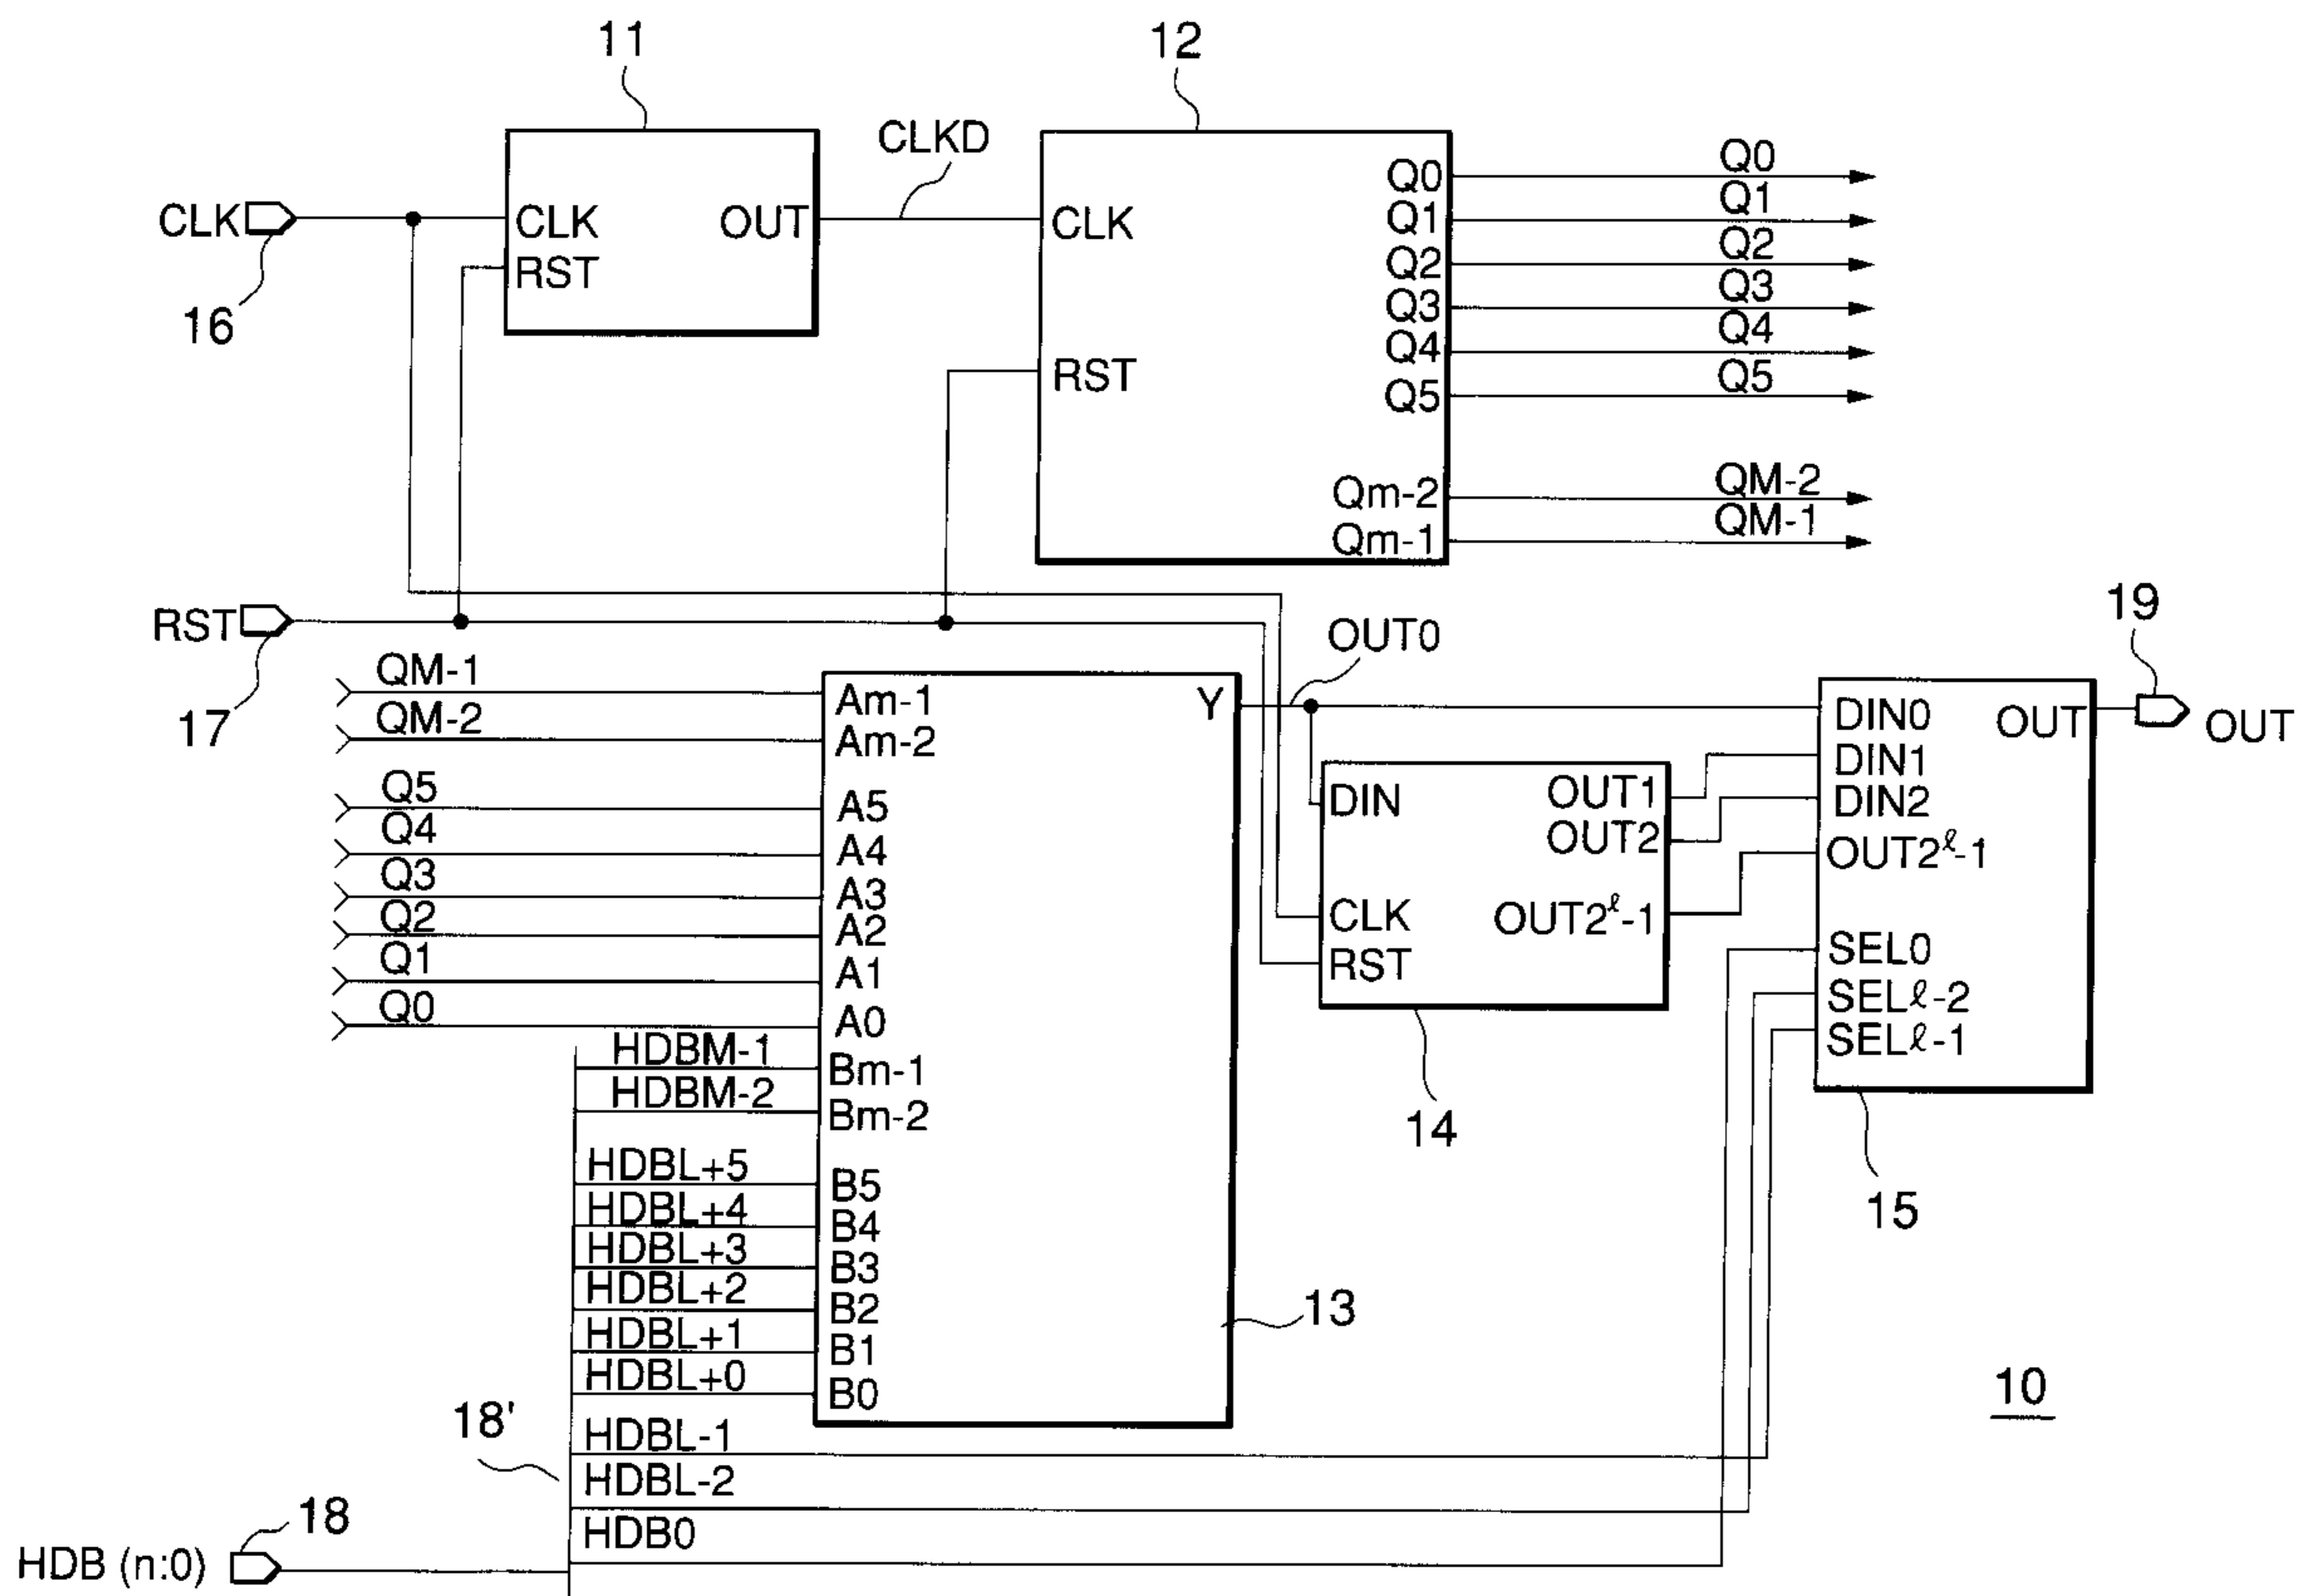 11
12
CLKD
CLK
CLK
OUT
RST
16
CLK
RST
Q0
Q1
Q2
Q3
Q4
Q5
Qm-2
Qm-1
Q0
Q1
Q2
Q3
Q4
Q5
QM-2
QM-1
RST
17
QM-1
QM-2
Q5
Q4
Q3
Q2
Q1
Q0
HDBM-1
HDBM-2
HDBL+5
HDBL+4
HDBL+3
HDBL+2
HDBL+1
HDBL+0
HDBL-1
HDBL-2
HDB0
Am-1
Am-2
A5
A4
A3
A2
A1
A0
Bm-1
Bm-2
B5
B4
B3
B2
B1
B0
Y
13
OUT0
DIN
CLK
RST
OUT1
OUT2
OUT2ℓ-1
14
DIN0
DIN1
DIN2
OUT2ℓ-1
SEL0
SELℓ-2
SELℓ-1
OUT
15
19
OUT
10
18'
18
HDB (n:0)